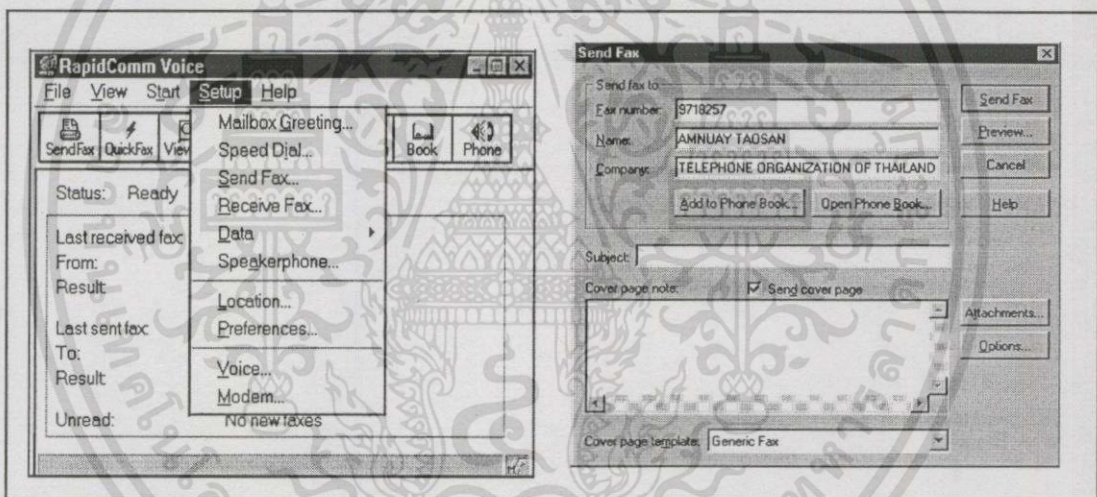 RapidComm Voice
File View Start Setup Help
SendFax QuickFax View Book Phone
Mailbox Greeting...
Speed Dial...
Send Fax...
Receive Fax...
Data
Speakerphone...
Location...
Preferences...
Voice...
Modem...
Status: Ready
Last received fax:
From:
Result:
Last sent fax:
To:
Result:
Unread: No new faxes
Send Fax
Send fax to
Fax number: 9718257
Name: AMNUAY TAOSAN
Company: TELEPHONE ORGANIZATION OF THAILAND
Add to Phone Book... Open Phone Book...
Subject:
Cover page note: Send cover page
Cover page template: Generic Fax
Send Fax
Preview...
Cancel
Help
Attachments...
Options...